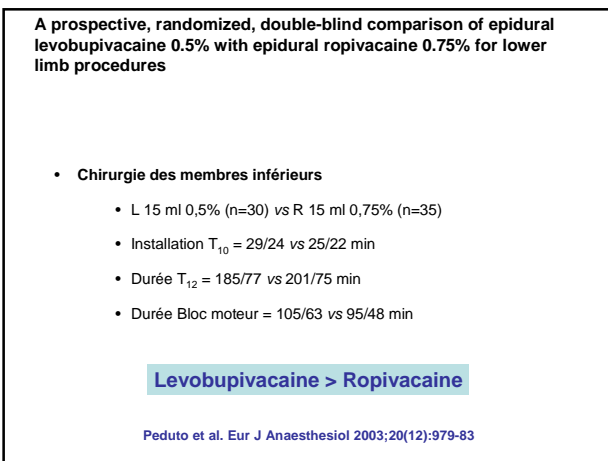 A prospective, randomized, double-blind comparison of epidural
levobupivacaine 0.5% with epidural ropivacaine 0.75% for lower
limb procedures
• Chirurgie des membres inférieurs
• L 15 ml 0,5% (n=30) vs R 15 ml 0,75% (n=35)
• Installation T10 = 29/24 vs 25/22 min
• Durée T12 = 185/77 vs 201/75 min
• Durée Bloc moteur = 105/63 vs 95/48 min
Levobupivacaine > Ropivacaine
Peduto et al. Eur J Anaesthesiol 2003;20(12):979-83